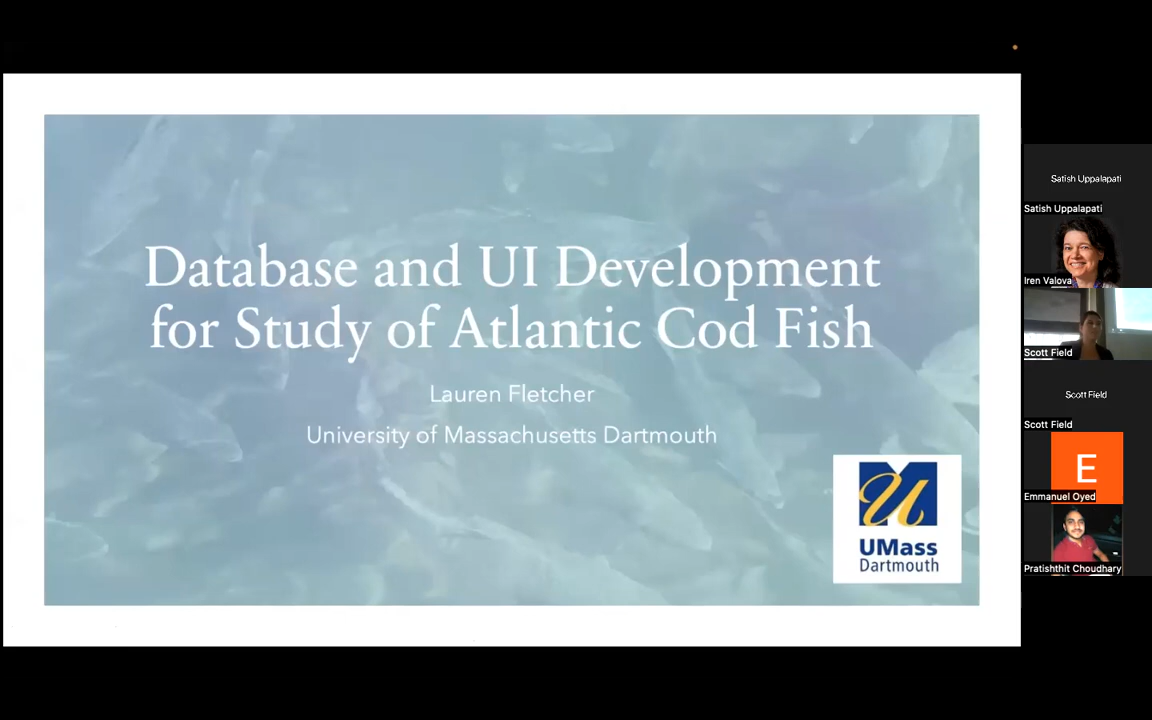 Database and UI Development
for Study of Atlantic Cod Fish
Lauren Fletcher
University of Massachusetts Dartmouth
UMass
Dartmouth
Satish Uppalapati
Satish Uppalapati
Iren Valova
Scott Field
Scott Field
Scott Field
E
Emmanuel Oyed
Pratishthit Choudhary